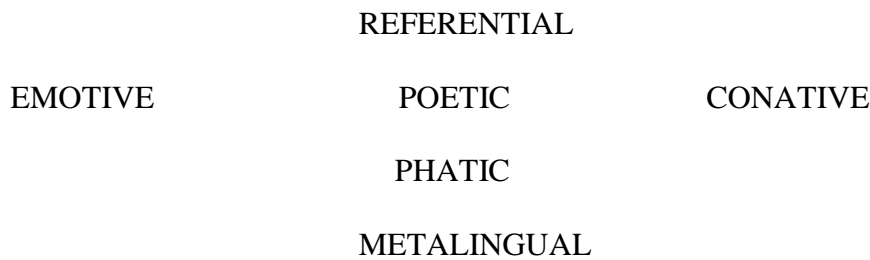 REFERENTIAL
EMOTIVE POETIC CONATIVE
PHATIC
METALINGUAL